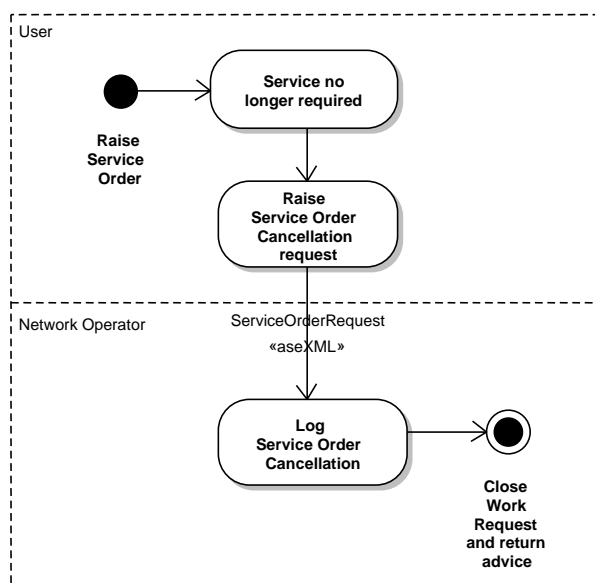 User
Service no
longer required
Raise
Service
Order
Raise
Service Order
Cancellation
request
Network Operator
ServiceOrderRequest
«aseXML»
Log
Service Order
Cancellation
Close
Work
Request
and return
advice